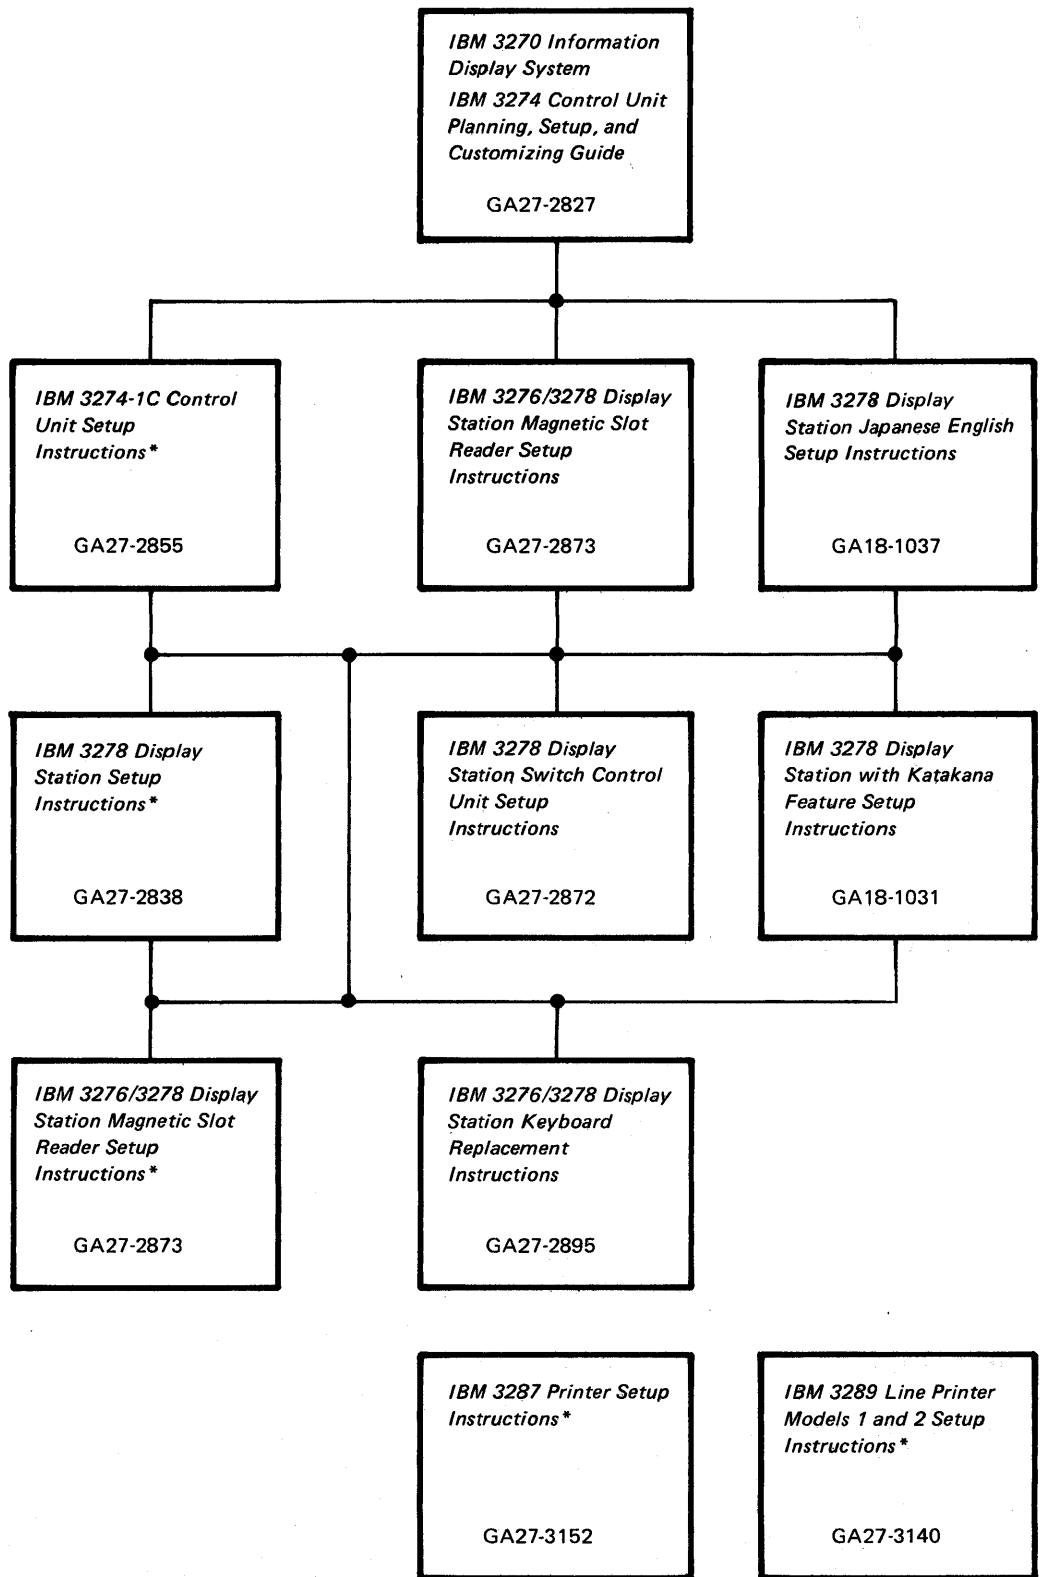 IBM 3270 Information
Display System
IBM 3274 Control Unit
Planning, Setup, and
Customizing Guide
GA27-2827
IBM 3274-1C Control
Unit Setup
Instructions*
GA27-2855
IBM 3276/3278 Display
Station Magnetic Slot
Reader Setup
Instructions
GA27-2873
IBM 3278 Display
Station Japanese English
Setup Instructions
GA18-1037
IBM 3278 Display
Station Setup
Instructions*
GA27-2838
IBM 3278 Display
Station Switch Control
Unit Setup
Instructions
GA27-2872
IBM 3278 Display
Station with Katakana
Feature Setup
Instructions
GA18-1031
IBM 3276/3278 Display
Station Magnetic Slot
Reader Setup
Instructions*
GA27-2873
IBM 3276/3278 Display
Station Keyboard
Replacement
Instructions
GA27-2895
IBM 3287 Printer Setup
Instructions*
GA27-3152
IBM 3289 Line Printer
Models 1 and 2 Setup
Instructions*
GA27-3140